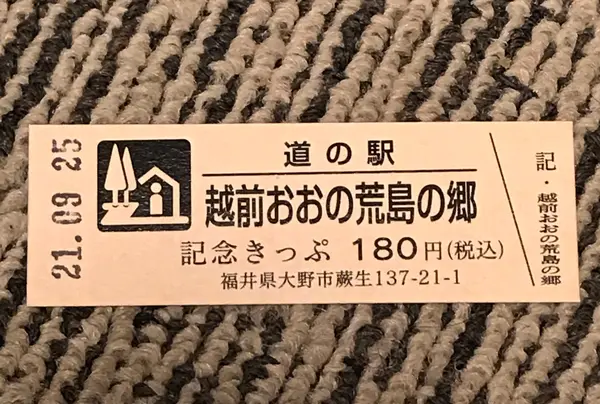 21.09 25
道の駅
越前おおの荒島の郷
記念きっぷ 180円(税込)
福井県大野市蕨生137-21-1
記・越前おおの荒島の郷